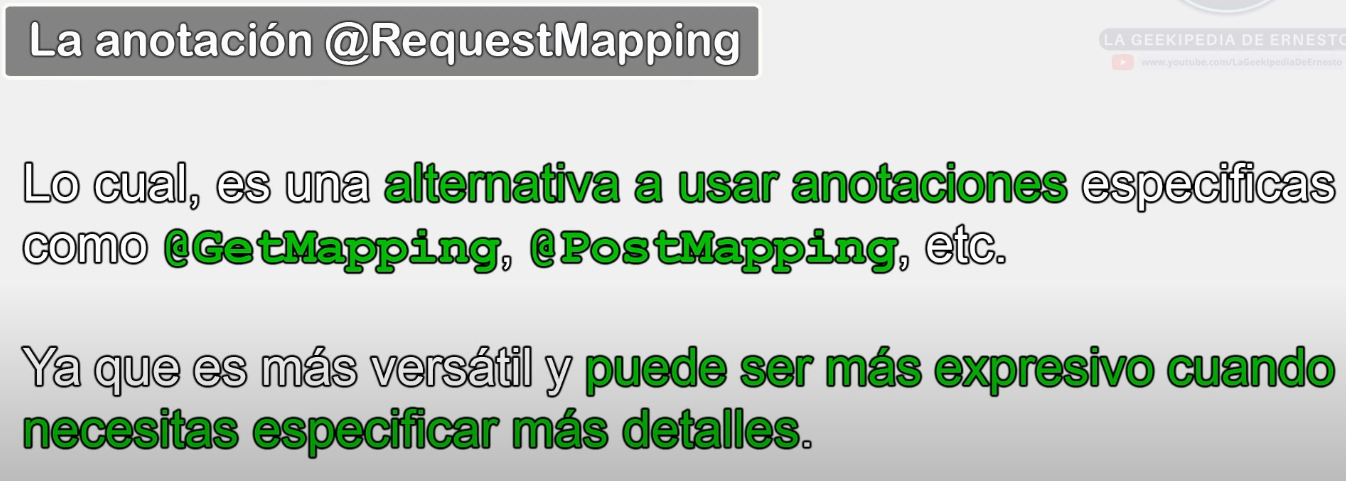 La anotación @RequestMapping
LA GEEKIPEDIA DE ERNESTO
www.youtube.com/LaGeekipediaDeErnesto
Lo cual, es una alternativa a usar anotaciones especificas
como @GetMapping, @PostMapping, etc.
Ya que es más versátil y puede ser más expresivo cuando
necesitas especificar más detalles.